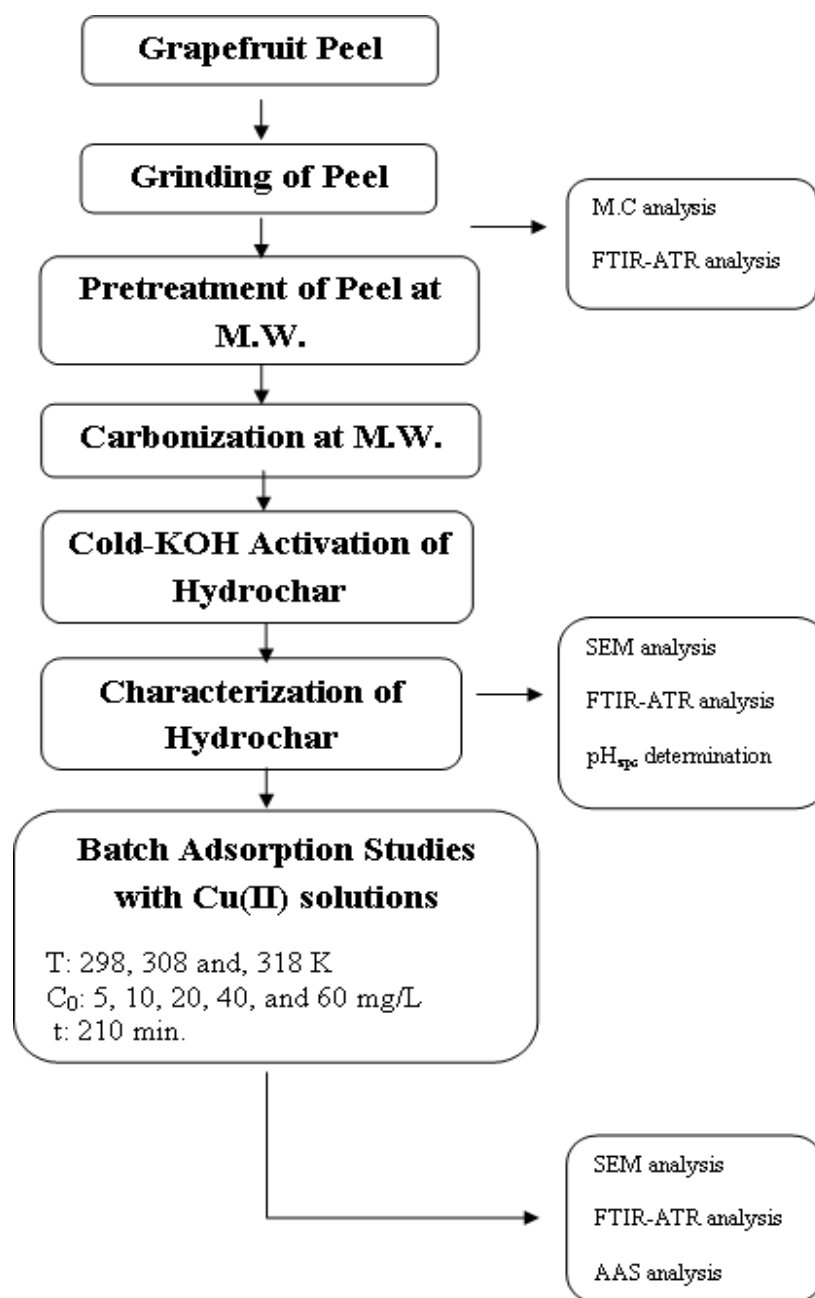 Grapefruit Peel
Grinding of Peel
M.C analysis
FTIR-ATR analysis
Pretreatment of Peel at
M.W.
Carbonization at M.W.
Cold-KOH Activation of
Hydrochar
Characterization of
Hydrochar
SEM analysis
FTIR-ATR analysis
pHzpc determination
Batch Adsorption Studies
with Cu(II) solutions
T: 298, 308 and, 318 K
C0: 5, 10, 20, 40, and 60 mg/L
t: 210 min.
SEM analysis
FTIR-ATR analysis
AAS analysis